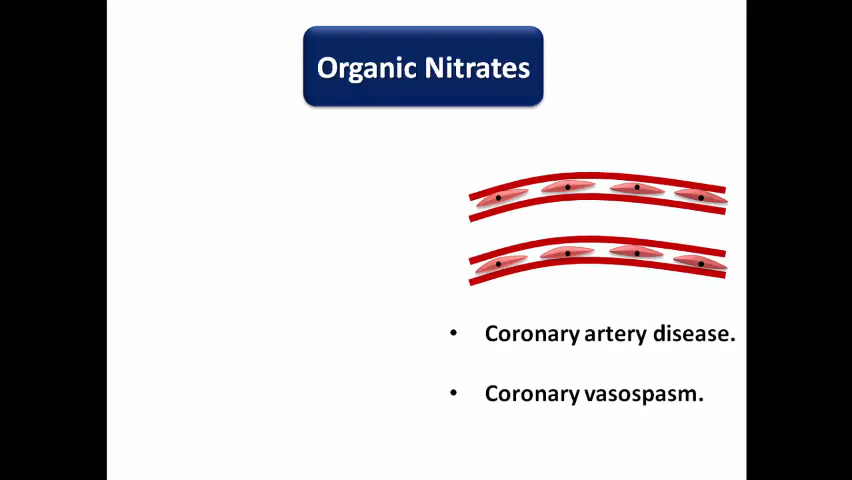 Organic Nitrates
• Coronary artery disease.
• Coronary vasospasm.